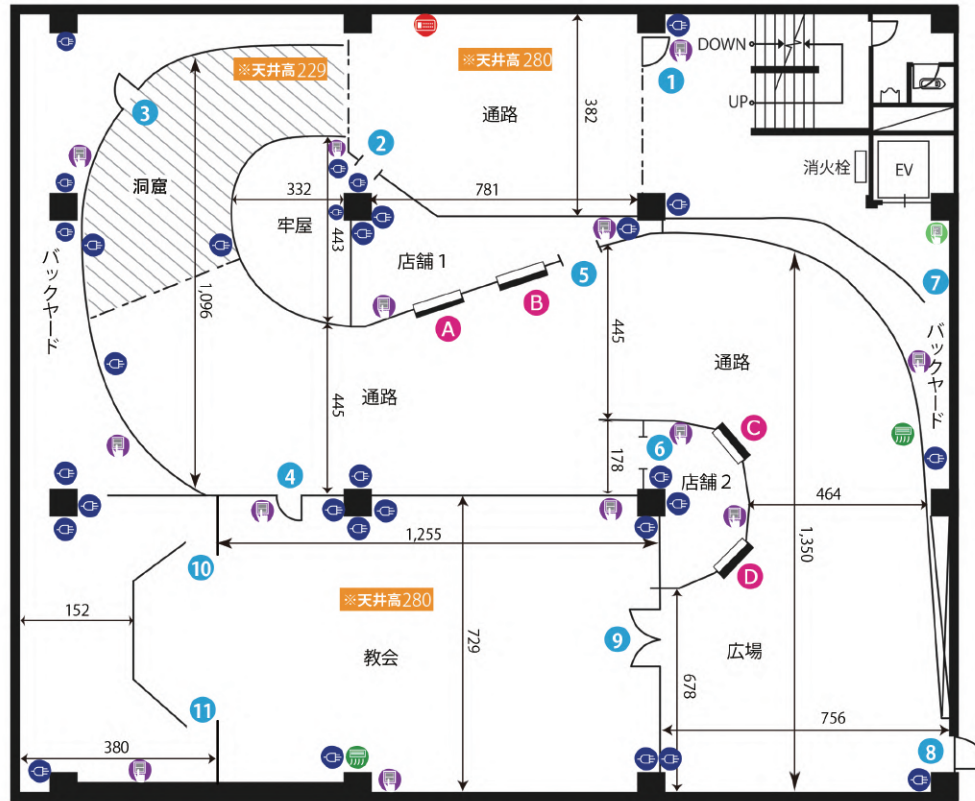 ※天井高229
※天井高280
DOWN
UP
1
3
2
通路
382
消火栓
EV
洞窟
332
牢屋
443
781
店舗1
5
7
バックヤード
1,096
A
B
445
通路
バックヤード
445
通路
C
6
178
店舗2
464
4
1,255
1,350
10
D
152
※天井高280
729
9
教会
広場
678
11
380
756
8